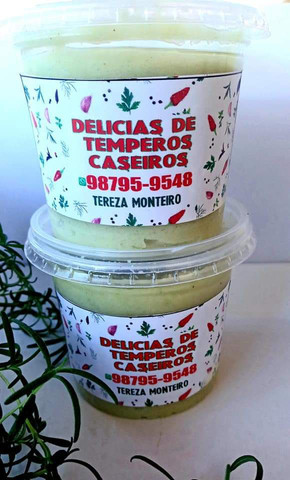 DELICIAS DE
TEMPEROS
CASEIROS
98795-9548
TEREZA MONTEIRO
DELICIAS DE
TEMPEROS
CASEIROS
98795-9548
TEREZA MONTEIRO